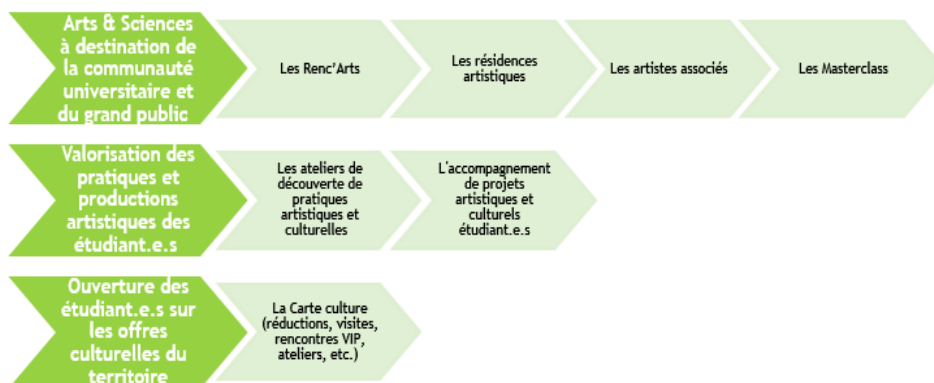 Arts & Sciences
à destination de
la communauté
universitaire et
du grand public
Les Renc'Arts
Les résidences
artistiques
Les artistes associés
Les Masterclass
Valorisation des
pratiques et
productions
artistiques des
étudiant.e.s
Les ateliers de
découverte de
pratiques
artistiques et
culturelles
L'accompagnement
de projets
artistiques et
culturels
étudiant.e.s
Ouverture des
étudiant.e.s sur
les offres
culturelles du
territoire
La Carte culture
(réductions, visites,
rencontres VIP,
ateliers, etc.)